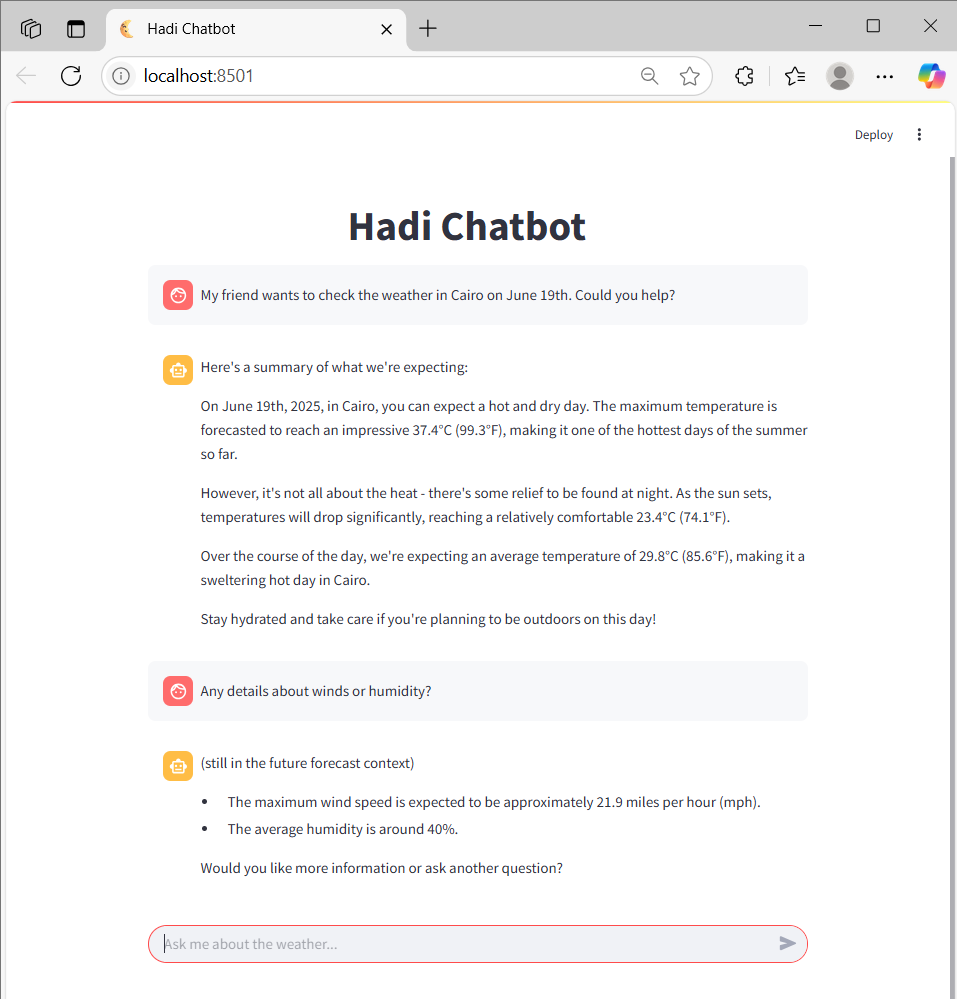 Hadi Chatbot
localhost:8501
Deploy
Hadi Chatbot
My friend wants to check the weather in Cairo on June 19th. Could you help?
Here's a summary of what we're expecting:
On June 19th, 2025, in Cairo, you can expect a hot and dry day. The maximum temperature is
forecasted to reach an impressive 37.4°C (99.3°F), making it one of the hottest days of the summer
so far.
However, it's not all about the heat - there's some relief to be found at night. As the sun sets,
temperatures will drop significantly, reaching a relatively comfortable 23.4°C (74.1°F).
Over the course of the day, we're expecting an average temperature of 29.8°C (85.6°F), making it a
sweltering hot day in Cairo.
Stay hydrated and take care if you're planning to be outdoors on this day!
Any details about winds or humidity?
(still in the future forecast context)
• The maximum wind speed is expected to be approximately 21.9 miles per hour (mph).
• The average humidity is around 40%.
Would you like more information or ask another question?
Ask me about the weather...